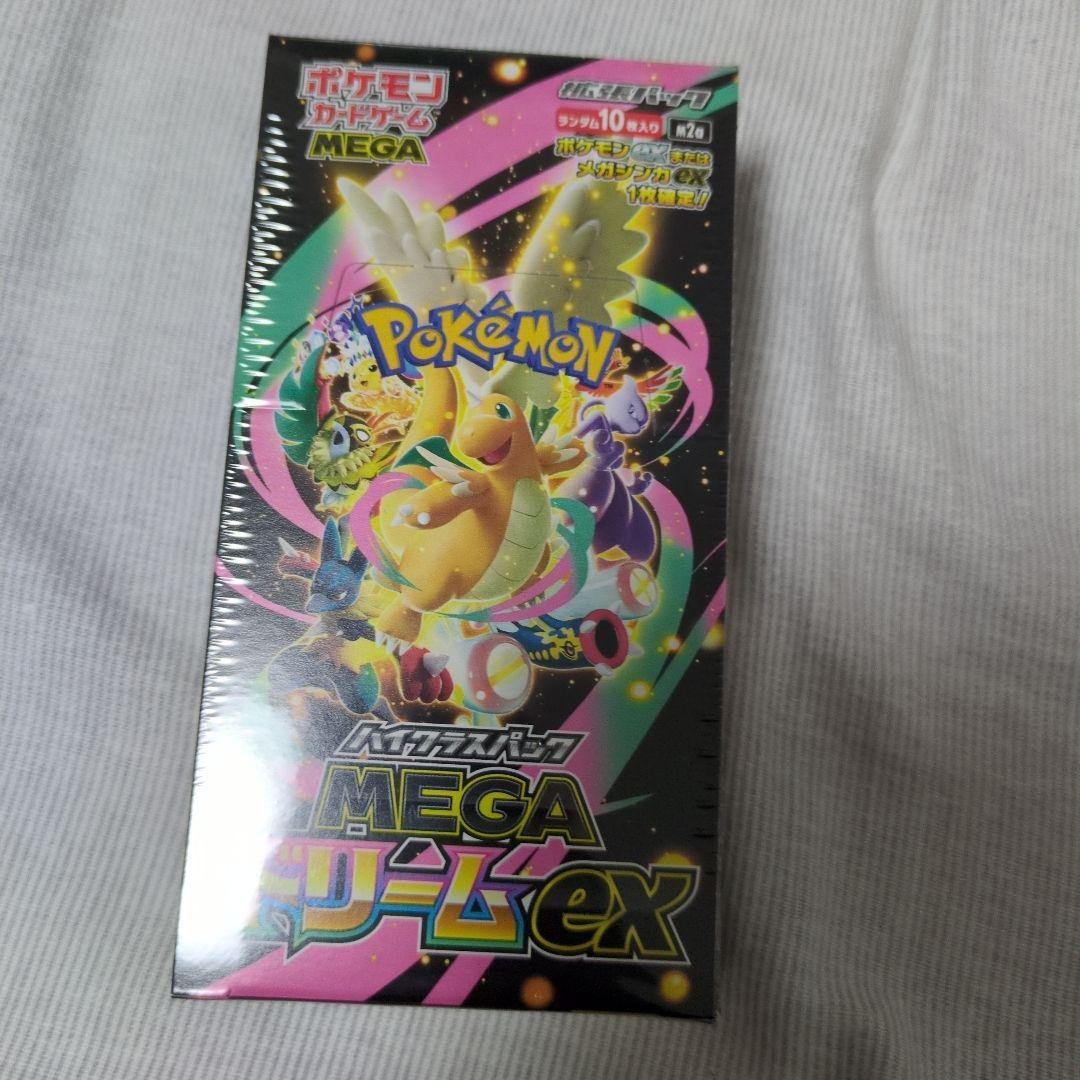 ポケモン
カードゲーム
MEGA
拡張パック
ランダム10枚入り
M2a
ポケモンexまたは
メガシンカex
1枚確定!
POKÉMON
TM
ハイクラスパック
MEGA
ドリームex